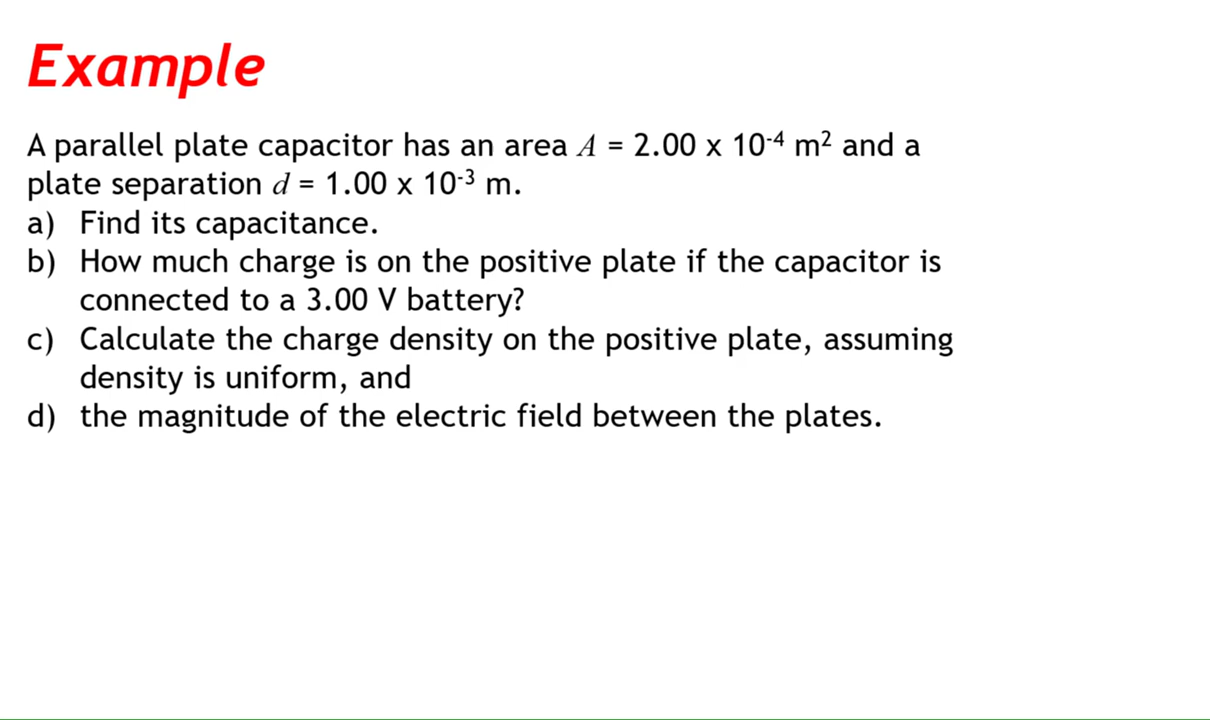 Example
A parallel plate capacitor has an area A = 2.00 x 10⁻⁴ m² and a
plate separation d = 1.00 x 10⁻³ m.
a) Find its capacitance.
b) How much charge is on the positive plate if the capacitor is
connected to a 3.00 V battery?
c) Calculate the charge density on the positive plate, assuming
density is uniform, and
d) the magnitude of the electric field between the plates.